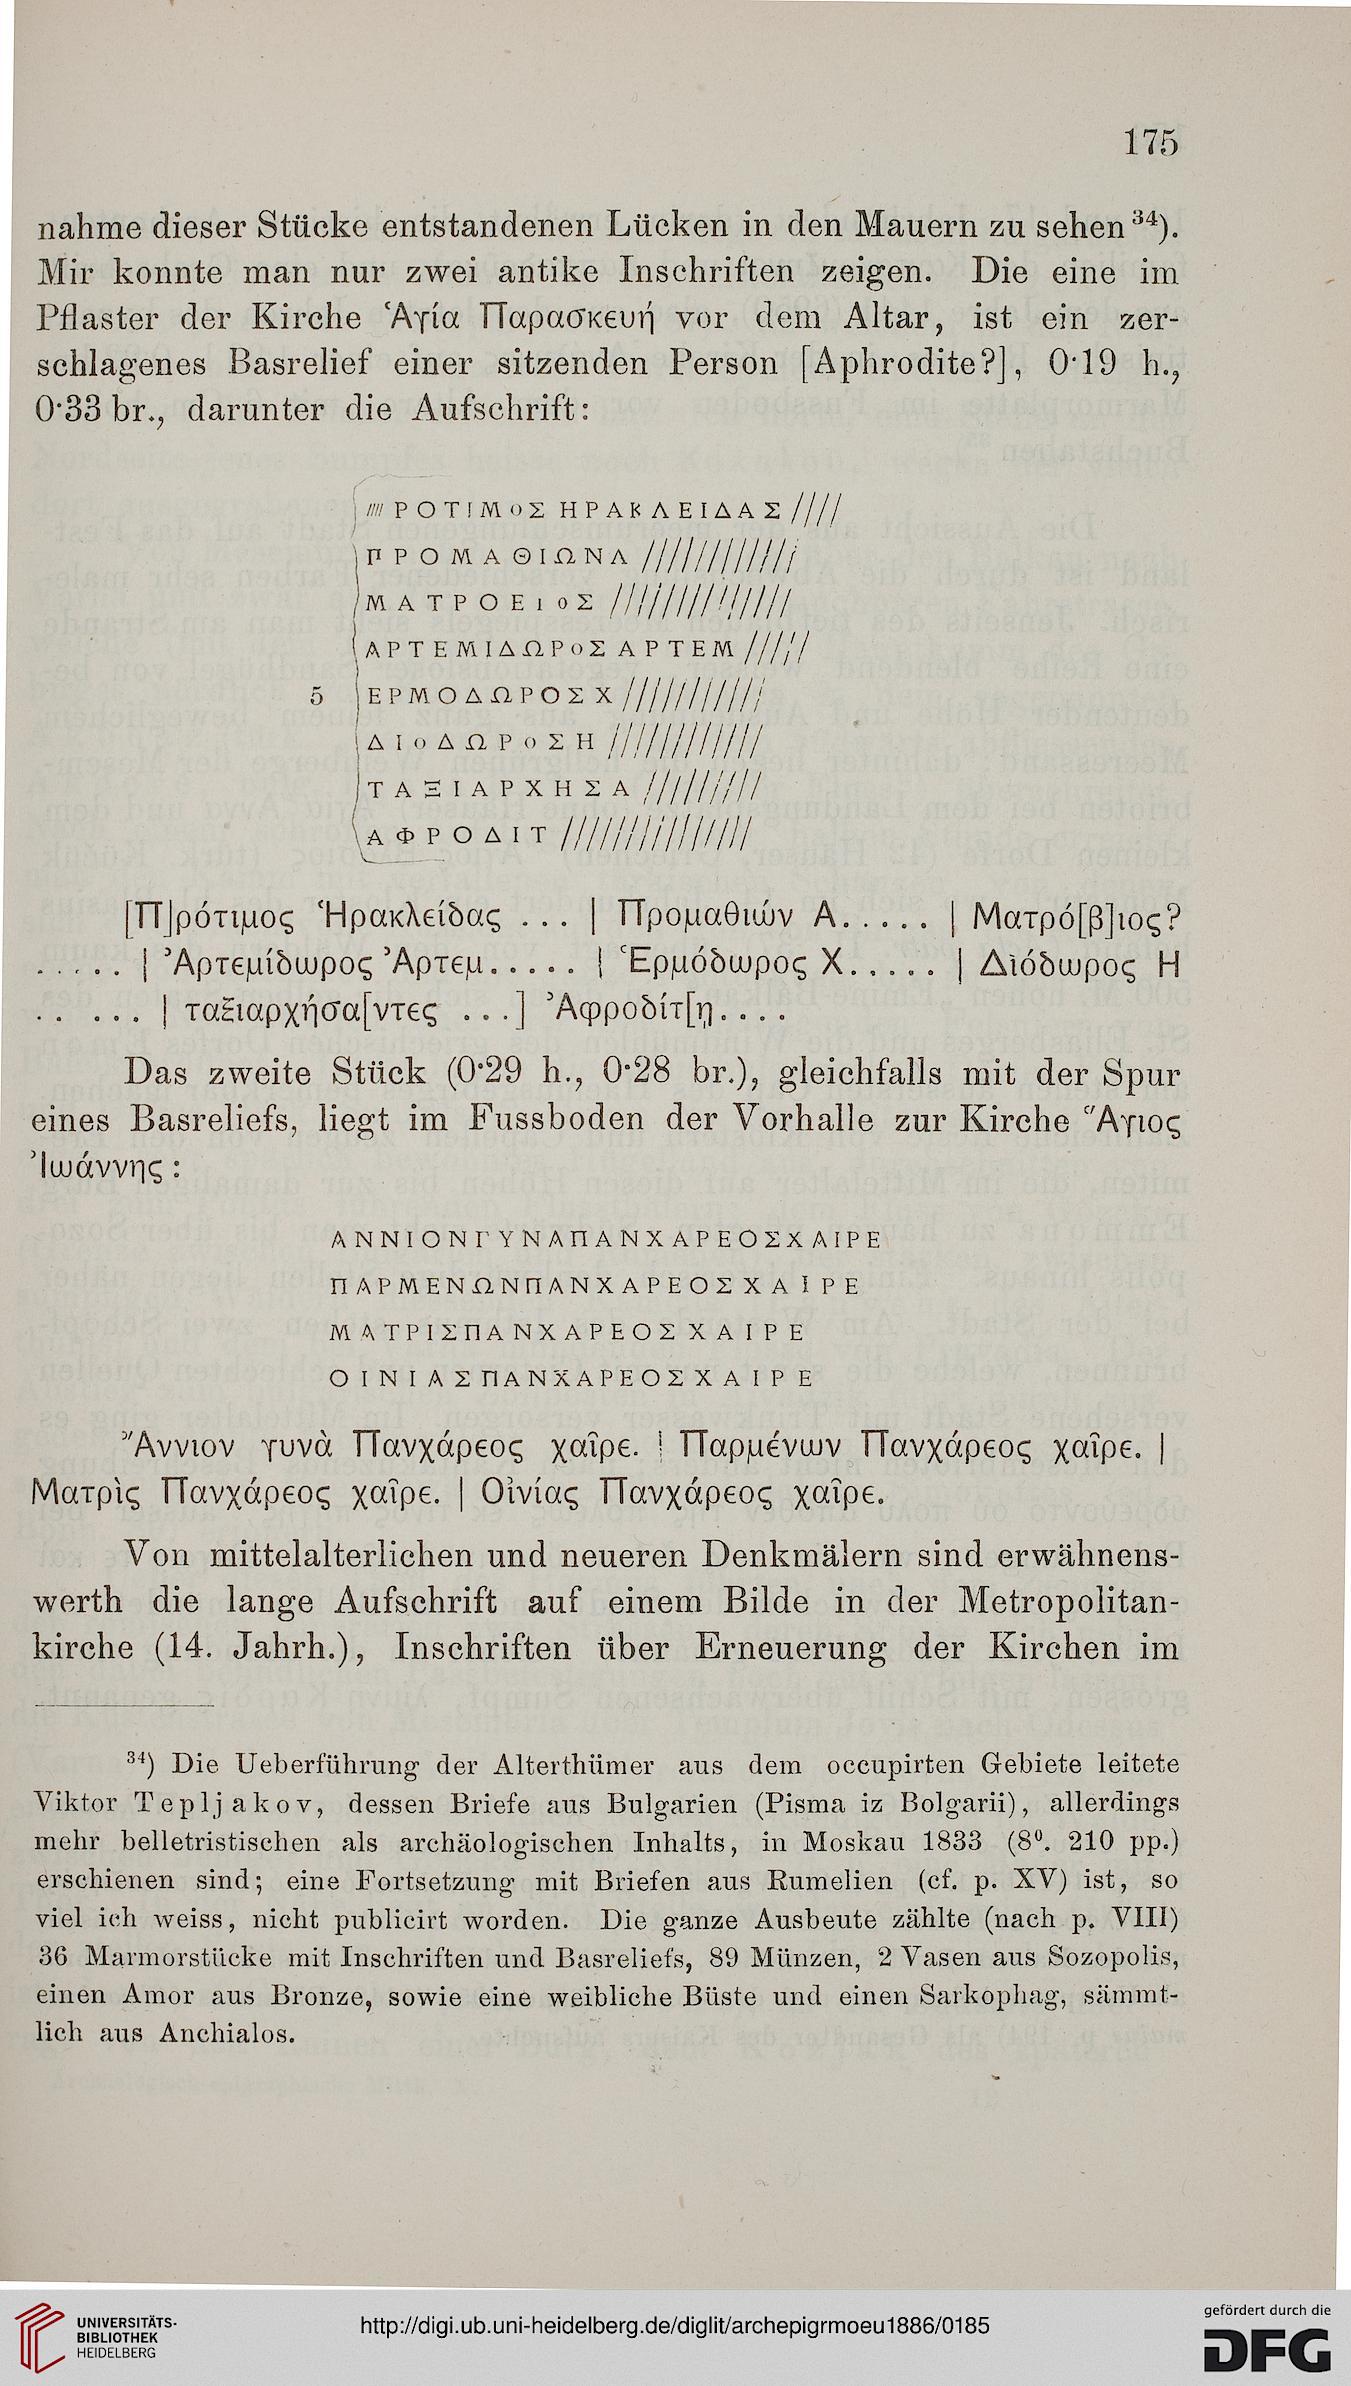 175
nahme dieser Stücke entstandenen Lücken in den Mauern zu sehen³⁴).
Mir konnte man nur zwei antike Inschriften zeigen. Die eine im
Pflaster der Kirche Ἁγία Παρασκευή vor dem Altar, ist ein zer-
schlagenes Basrelief einer sitzenden Person [Aphrodite?], 0·19 h.,
0·33 br., darunter die Aufschrift:
//// ΡΟΤΙΜΟΣ ΗΡΑΚΛΕΙΔΑΣ ////
ΠΡΟΜΑΘΙΩΝΑ ////////////
ΜΑΤΡΟΕΙΟΣ //////////////
ΑΡΤΕΜΙΔΩΡΟΣ ΑΡΤΕΜ /////
5 ΕΡΜΟΔΩΡΟΣ Χ ////////////
ΔΙΟΔΩΡΟΣ Η ////////////
ΤΑΞΙΑΡΧΗΣΑ //////////
ΑΦΡΟΔΙΤ ////////////////
[Π]ρότιμος Ἡρακλείδας ... | Προμαθιών Α..... | Ματρό[β]ιος?
..... | Ἀρτεμίδωρος Ἀρτεμ..... | Ἑρμόδωρος Χ..... | Διόδωρος Η
.. ... | ταξιαρχήσα[ντες ...] Ἀφροδίτ[ῃ....
Das zweite Stück (0·29 h., 0·28 br.), gleichfalls mit der Spur
eines Basreliefs, liegt im Fussboden der Vorhalle zur Kirche Ἅγιος
Ἰωάννης:
ΑΝΝΙΟΝΓΥΝΑΠΑΝΧΑΡΕΟΣΧΑΙΡΕ
ΠΑΡΜΕΝΩΝΠΑΝΧΑΡΕΟΣΧΑΙΡΕ
ΜΑΤΡΙΣΠΑΝΧΑΡΕΟΣΧΑΙΡΕ
ΟΙΝΙΑΣΠΑΝΧΑΡΕΟΣΧΑΙΡΕ
Ἄννιον γυνὰ Πανχάρεος χαῖρε. | Παρμένων Πανχάρεος χαῖρε. |
Ματρὶς Πανχάρεος χαῖρε. | Οἰνίας Πανχάρεος χαῖρε.
Von mittelalterlichen und neueren Denkmälern sind erwähnens-
werth die lange Aufschrift auf einem Bilde in der Metropolitan-
kirche (14. Jahrh.), Inschriften über Erneuerung der Kirchen im
³⁴) Die Ueberführung der Alterthümer aus dem occupirten Gebiete leitete
Viktor Tepljakov, dessen Briefe aus Bulgarien (Pisma iz Bolgarii), allerdings
mehr belletristischen als archäologischen Inhalts, in Moskau 1833 (8⁰. 210 pp.)
erschienen sind; eine Fortsetzung mit Briefen aus Rumelien (cf. p. XV) ist, so
viel ich weiss, nicht publicirt worden. Die ganze Ausbeute zählte (nach p. VIII)
36 Marmorstücke mit Inschriften und Basreliefs, 89 Münzen, 2 Vasen aus Sozopolis,
einen Amor aus Bronze, sowie eine weibliche Büste und einen Sarkophag, sämmt-
lich aus Anchialos.
UNIVERSITÄTS-
BIBLIOTHEK
HEIDELBERG
http://digi.ub.uni-heidelberg.de/diglit/archepigrmoeu1886/0185
gefördert durch die
DFG